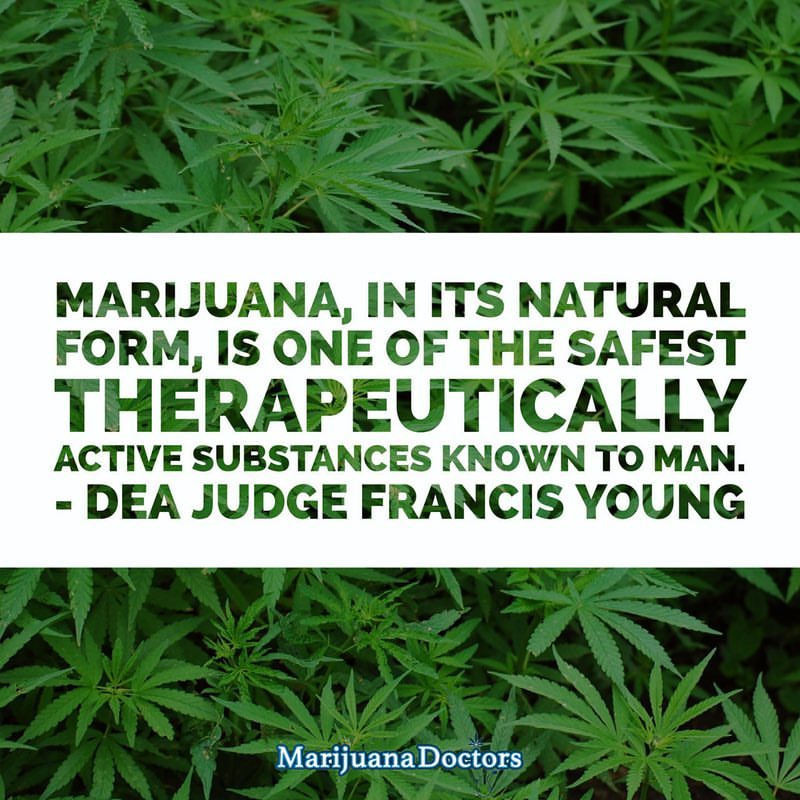 MARIJUANA, IN ITS NATURAL
FORM, IS ONE OF THE SAFEST
THERAPEUTICALLY
ACTIVE SUBSTANCES KNOWN TO MAN.
- DEA JUDGE FRANCIS YOUNG
MarijuanaDoctors